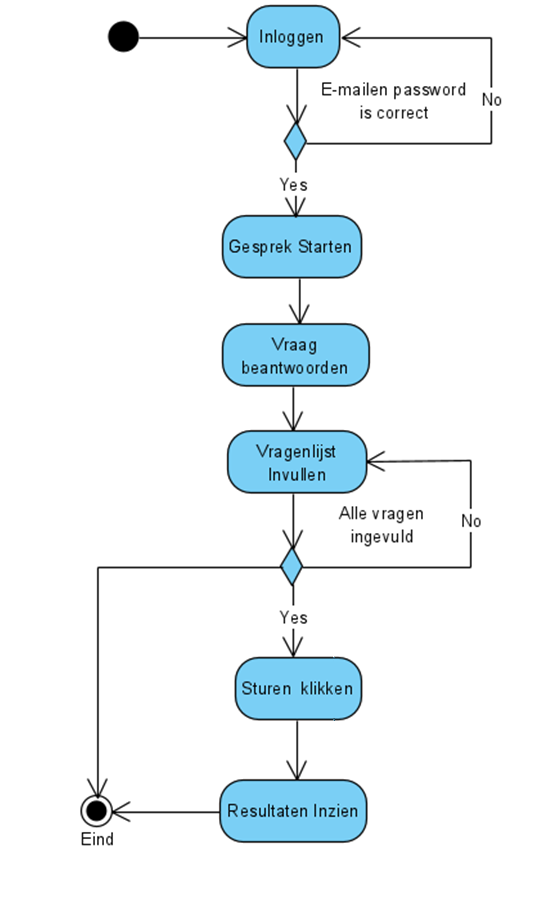 Inloggen
E-mailen password
is correct
No
Yes
Gesprek Starten
Vraag
beantwoorden
Vragenlijst
Invullen
Alle vragen
ingevuld
No
Yes
Sturen klikken
Resultaten Inzien
Eind